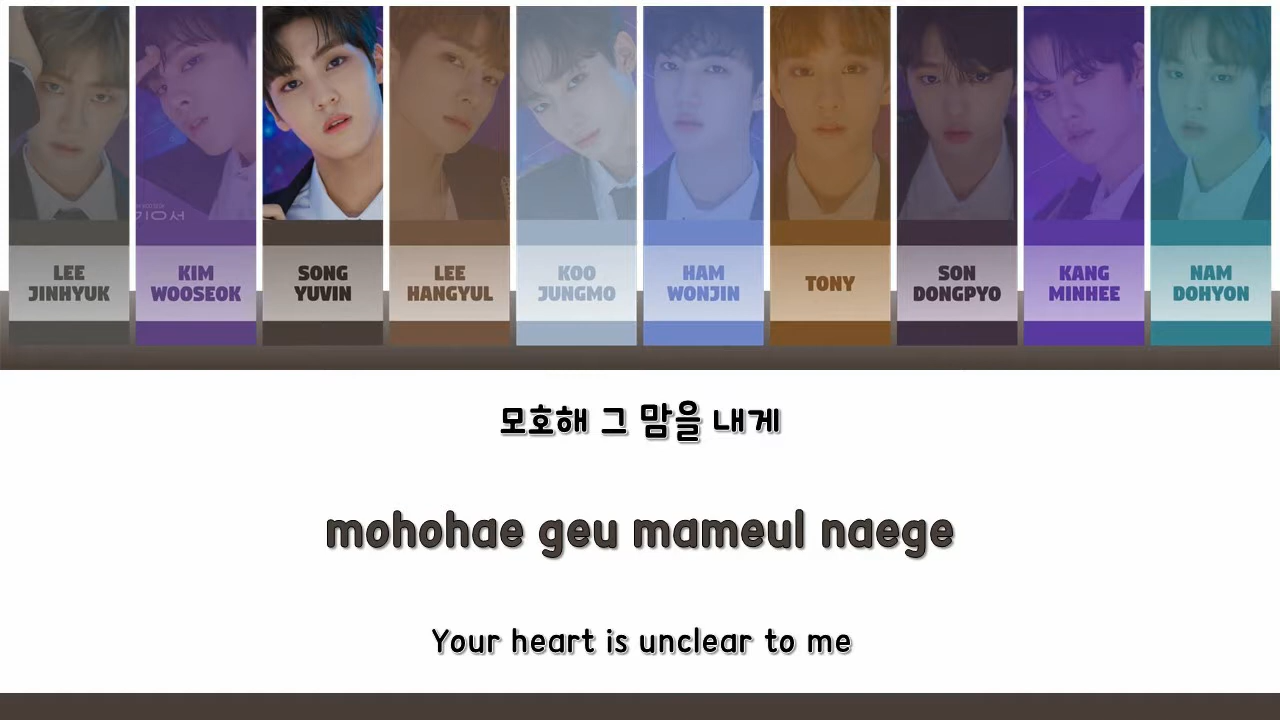 LEE
JINHYUK
KIM
WOOSEOK
SONG
YUVIN
LEE
HANGYUL
KOO
JUNGMO
HAM
WONJIN
TONY
SON
DONGPYO
KANG
MINHEE
NAM
DOHYON
모호해 그 맘을 내게
mohohae geu mameul naege
Your heart is unclear to me